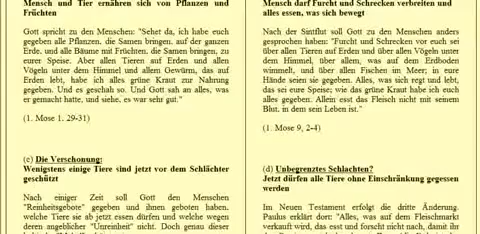 Mensch und Tier ernähren sich von Pflanzen und
Früchten
Gott spricht zu den Menschen: "Sehet da, ich habe euch
gegeben alle Pflanzen, die Samen bringen, auf der ganzen
Erde, und alle Bäume mit Früchten, die Samen bringen, zu
eurer Speise. Aber allen Tieren auf Erden und allen
Vögeln unter dem Himmel und allem Gewürm, das auf
Erden lebt, habe ich alles grüne Kraut zur Nahrung
gegeben. Und es geschah so. Und Gott sah an alles, was
er gemacht hatte, und siehe, es war sehr gut."
(1. Mose 1, 29-31)
(c) Die Verschonung:
Wenigstens einige Tiere sind jetzt vor dem Schlächter
geschützt
Nach einiger Zeit soll Gott den Menschen
"Reinheitsgebote" gegeben und ihnen geboten haben,
welche Tiere sie ab jetzt essen dürfen und welche wegen
deren angeblicher "Unreinheit" nicht. Doch genau dieser
Mensch darf Furcht und Schrecken verbreiten und
alles essen, was sich bewegt
Nach der Sintflut soll Gott zu den Menschen anders
gesprochen haben: "Furcht und Schrecken vor euch sei
über allen Tieren auf Erden und über allen Vögeln unter
dem Himmel, über allem, was auf dem Erdboden
wimmelt, und über allen Fischen im Meer; in eure
Hände seien sie gegeben. Alles, was sich regt und lebt,
das sei eure Speise; wie das grüne Kraut habe ich euch
alles gegeben. Allein esst das Fleisch nicht mit seinem
Blut, in dem sein Leben ist."
(1. Mose 9, 2-4)
(d) Unbegrenztes Schlachten?
Jetzt dürfen alle Tiere ohne Einschränkung gegessen
werden
Im Neuen Testament erfolgt die dritte Änderung.
Paulus erklärt dort: "Alles, was auf dem Fleischmarkt
verkauft wird, das esst und forscht nicht nach, damit ihr